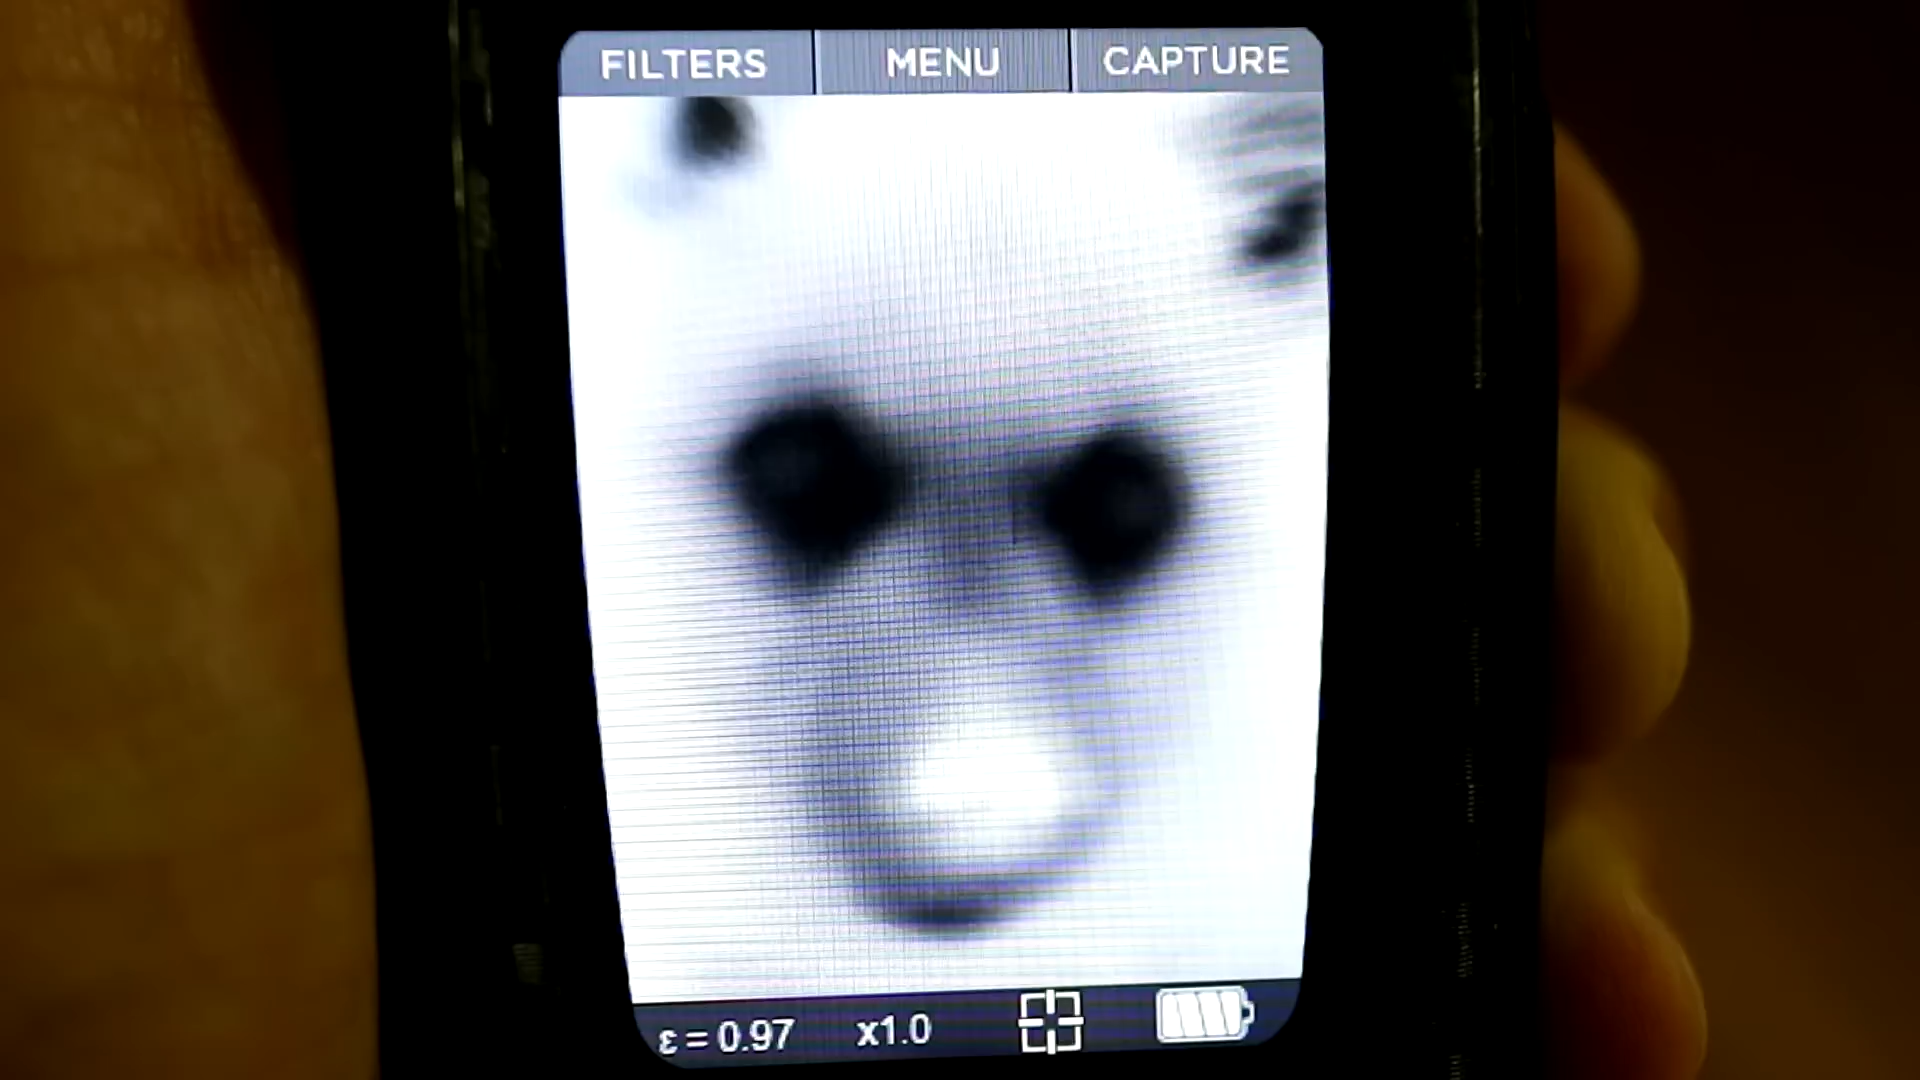 FILTERS MENU CAPTURE
ε = 0.97 x1.0